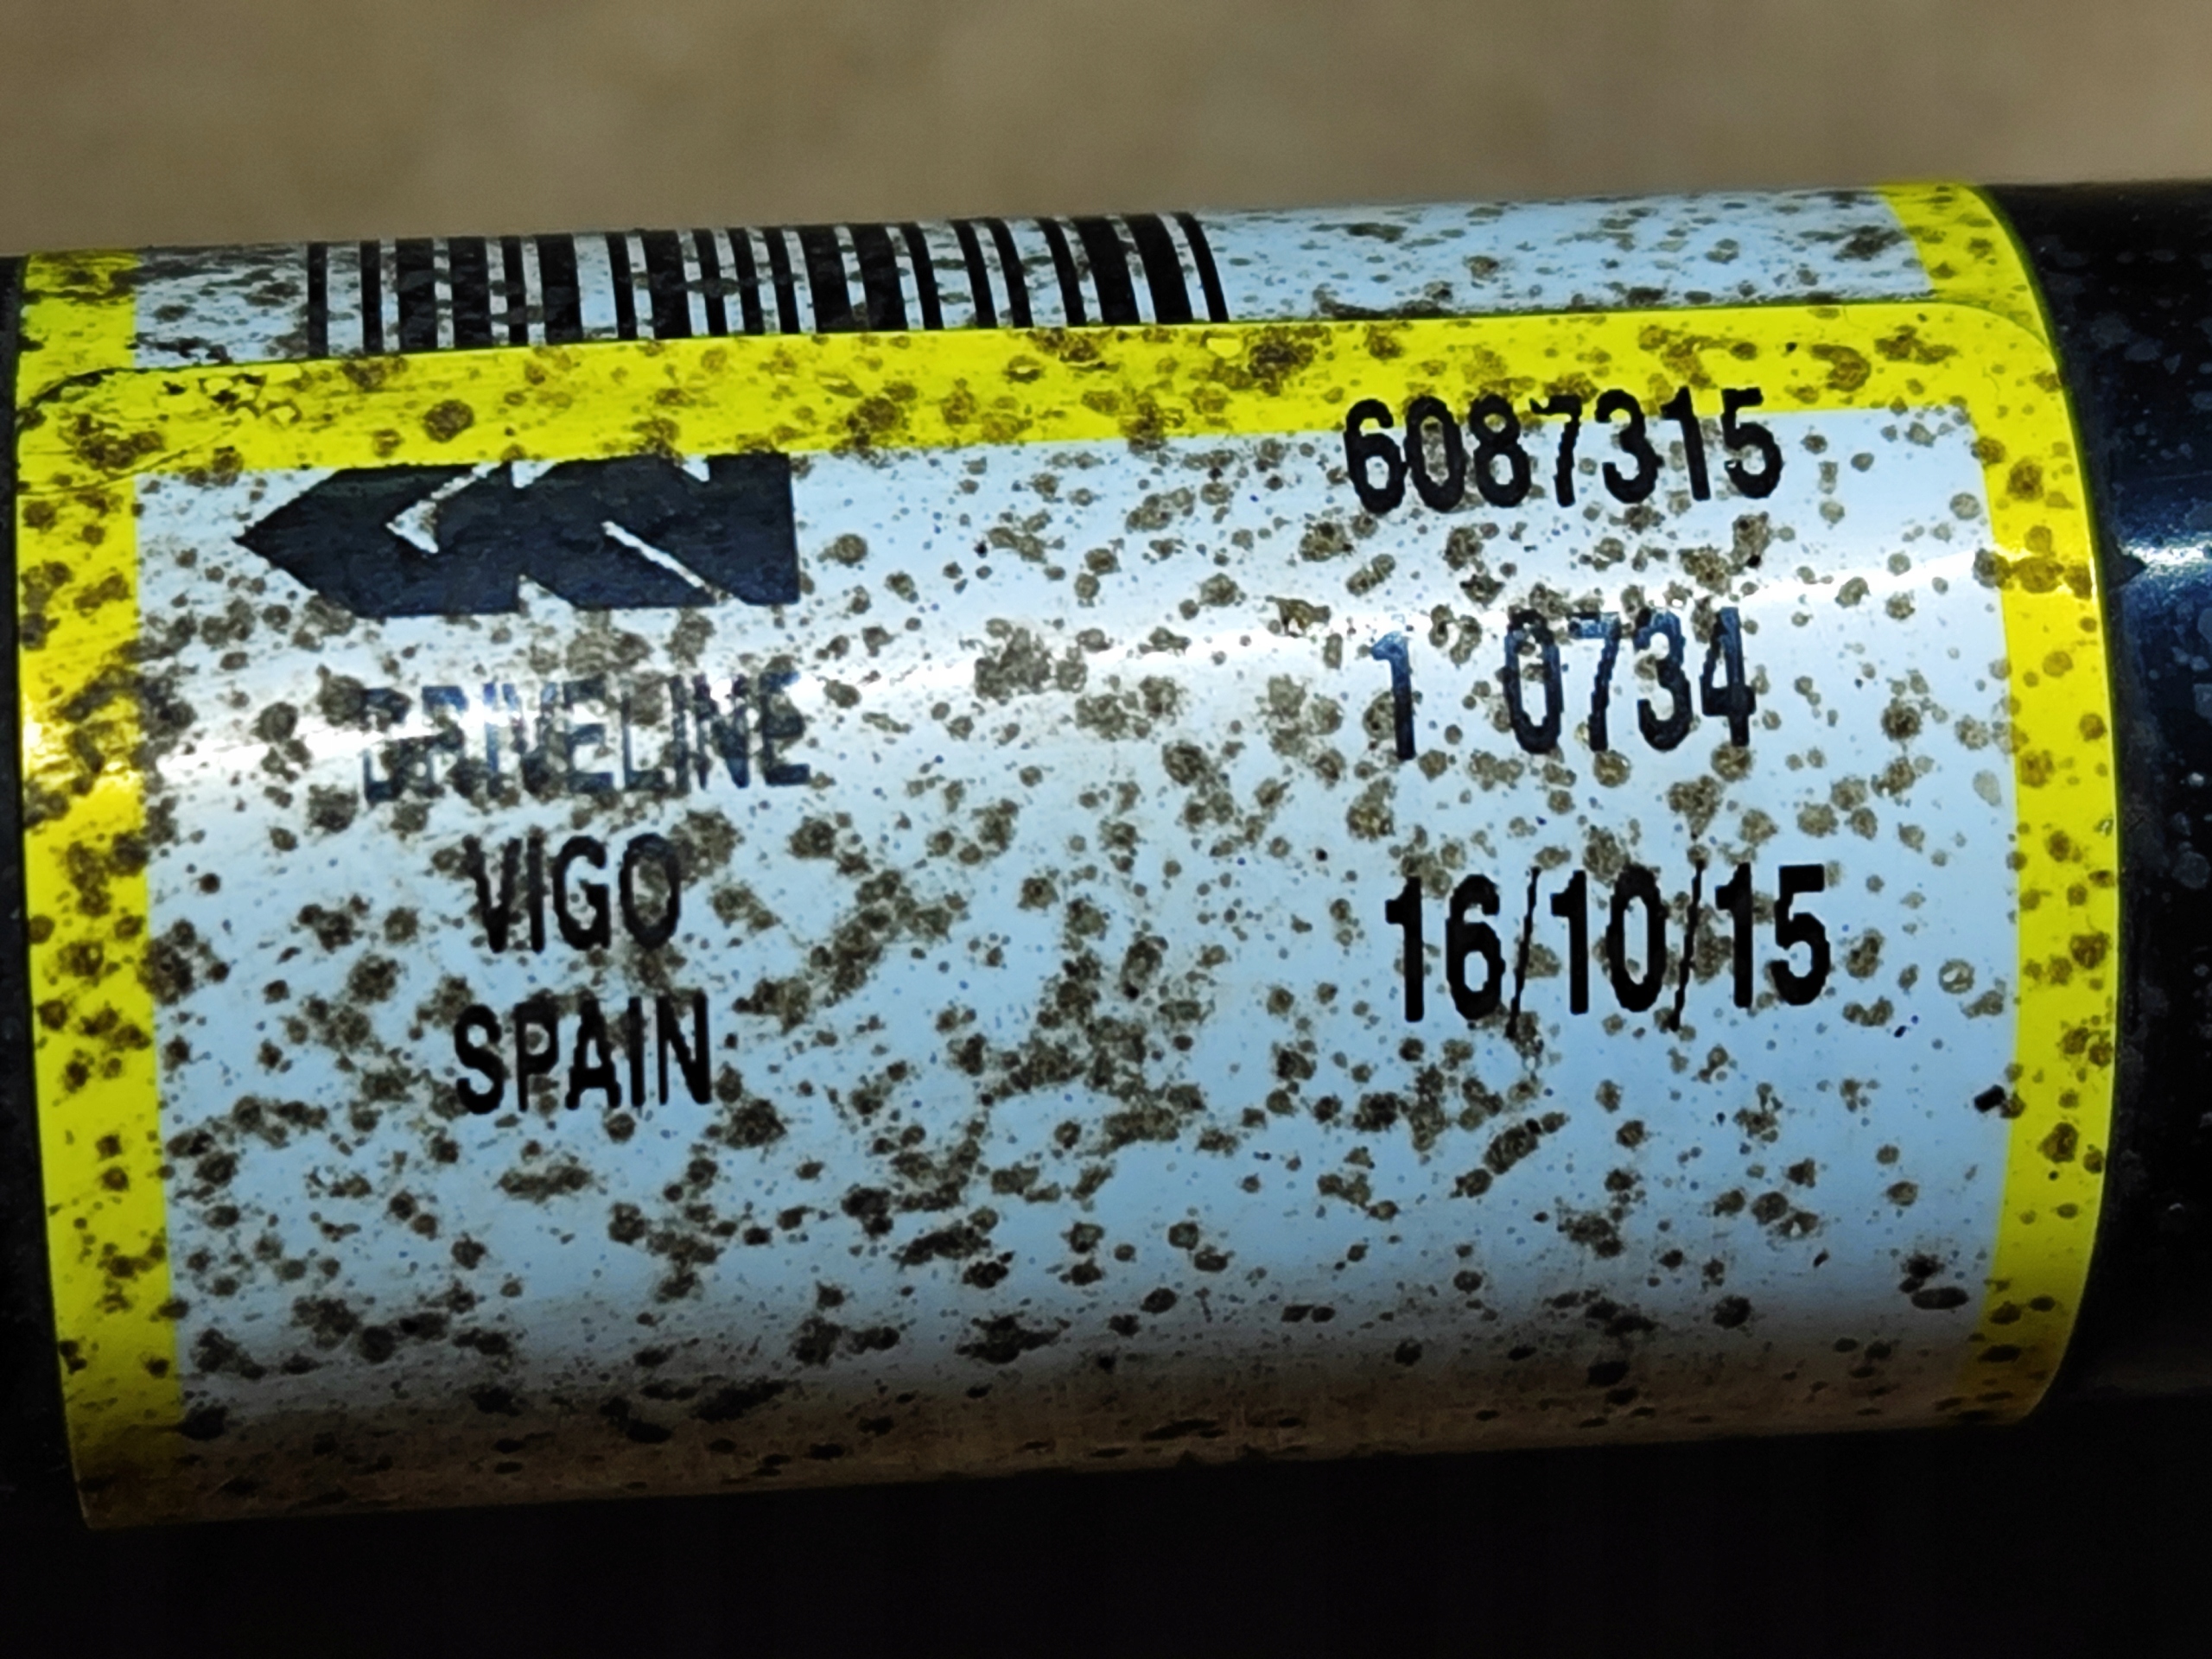 6087315
DRIVELINE
1 0734
VIGO
16/10/15
SPAIN